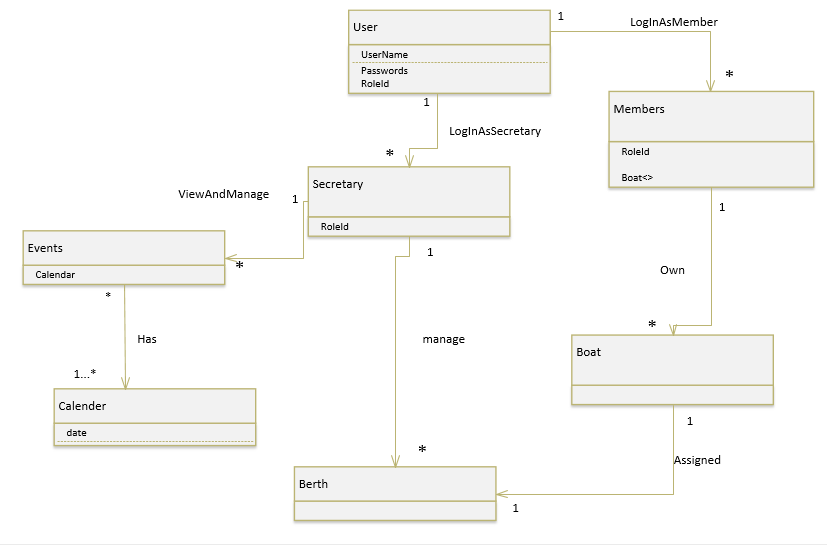 User
UserName
Passwords
RoleId
1
LogInAsMember
*
1
LogInAsSecretary
*
Members
RoleId
Boat<>
1
Own
*
Secretary
RoleId
ViewAndManage
1
*
1
manage
*
Events
Calendar
*
Has
1...*
Calender
date
Boat
1
Assigned
1
Berth